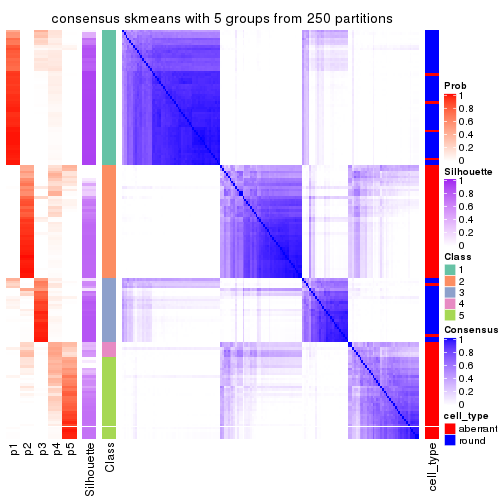 consensus skmeans with 5 groups from 250 partitions
Prob
1
0.8
0.6
0.4
0.2
0
Silhouette
1
0.8
0.6
0.4
0.2
0
Class
1
2
3
4
5
Consensus
1
0.8
0.6
0.4
0.2
0
cell_type
aberrant
round
p1
p2
p3
p4
p5
Silhouette
Class
cell_type